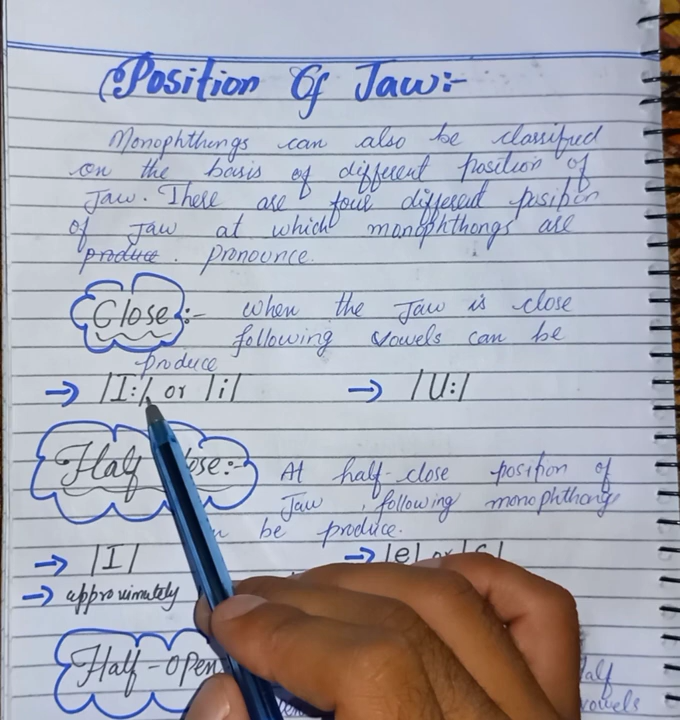 Position Of Jaw:-
Monophthongs can also be classified
on the basis of different position of
Jaw. There are four different position
of Jaw at which monophthongs are
produce. pronounce.
Close:- when the Jaw is close
following vowels can be
produce
→ /I:/ or /i/ → /U:/
Half close:- At half-close position of
Jaw, following monophthong
be produce.
→ /I/ → /e/ or
→ approximately
Half-open
vowels